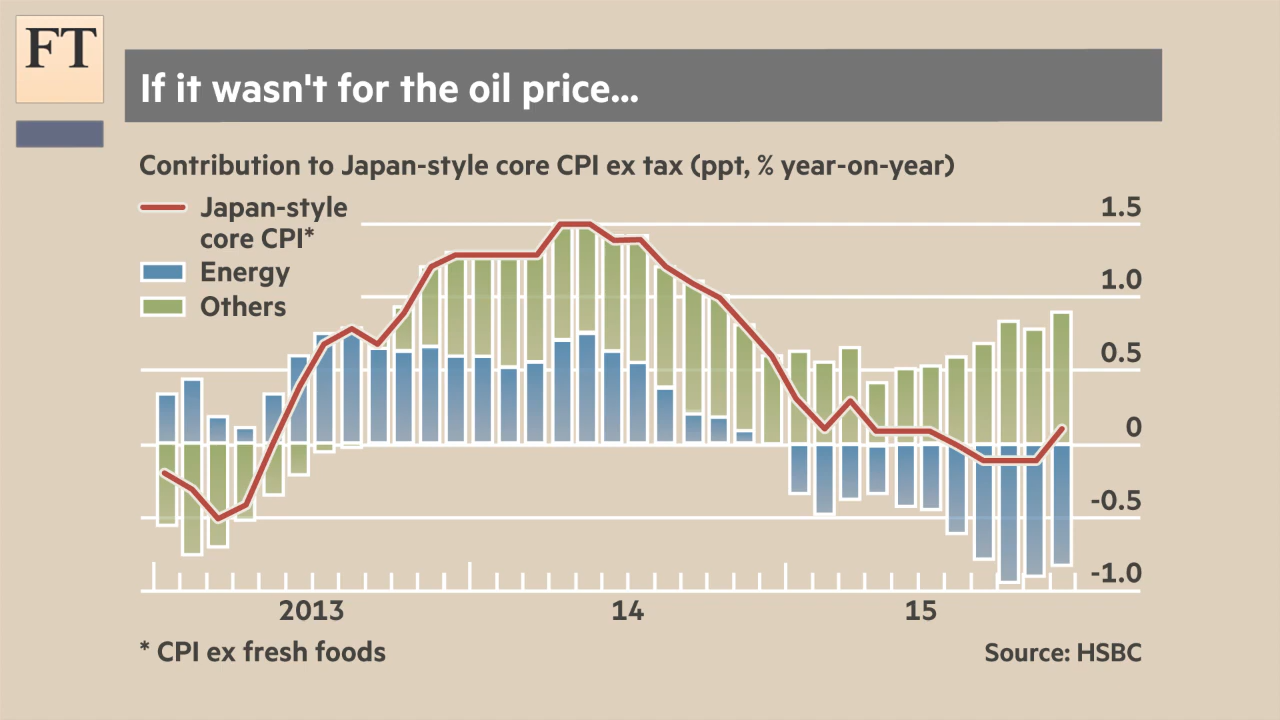 FT
If it wasn't for the oil price...
Contribution to Japan-style core CPI ex tax (ppt, % year-on-year)
Japan-style
core CPI*
Energy
Others
1.5
1.0
0.5
0
-0.5
-1.0
2013
14
15
* CPI ex fresh foods
Source: HSBC